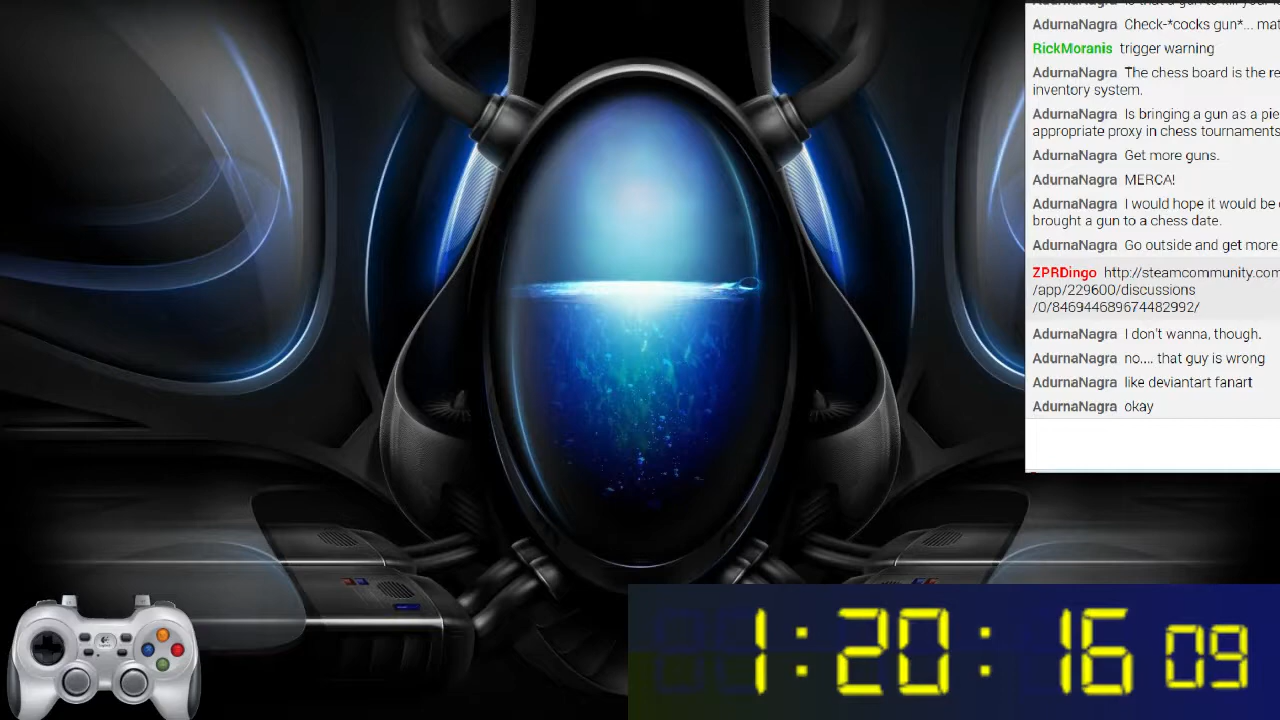 AdurnaNagra Check-*cocks gun*... mat
RickMoranis trigger warning
AdurnaNagra The chess board is the re
inventory system.
AdurnaNagra Is bringing a gun as a pie
appropriate proxy in chess tournaments
AdurnaNagra Get more guns.
AdurnaNagra MERCA!
AdurnaNagra I would hope it would be
brought a gun to a chess date.
AdurnaNagra Go outside and get more
ZPRDingo http://steamcommunity.com
/app/229600/discussions
/0/846944689674482992/
AdurnaNagra I don't wanna, though.
AdurnaNagra no.... that guy is wrong
AdurnaNagra like deviantart fanart
AdurnaNagra okay
1:20:16 09